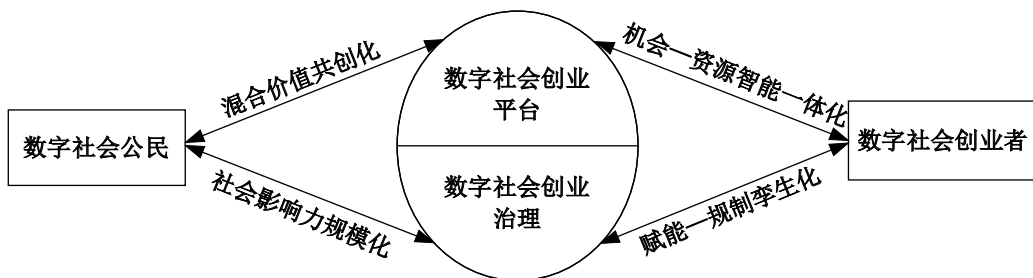 混合价值共创化
机会—资源智能一体化
数字社会创业
平台
数字社会公民
数字社会创业者
数字社会创业
治理
社会影响力规模化
赋能—规制孪生化